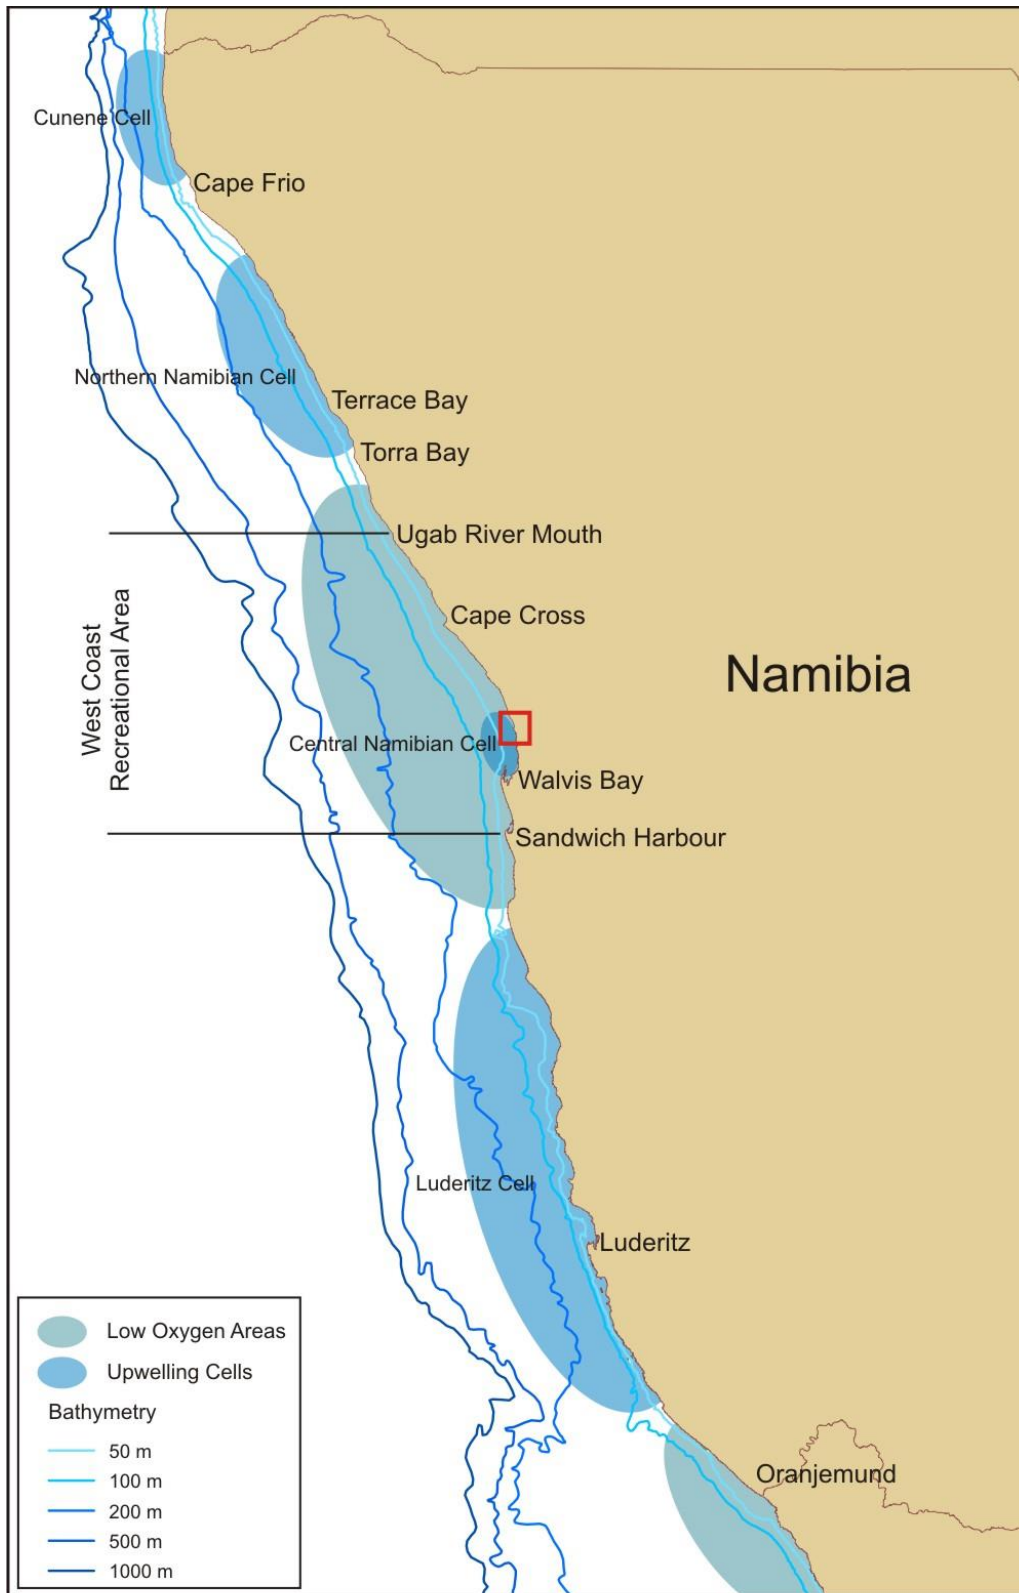 Cunene Cell
Cape Frio
Northern Namibian Cell
Terrace Bay
Torra Bay
Ugab River Mouth
Cape Cross
West Coast
Recreational Area
Namibia
Central Namibian Cell
Walvis Bay
Sandwich Harbour
Luderitz Cell
Luderitz
Low Oxygen Areas
Upwelling Cells
Bathymetry
50 m
100 m
200 m
500 m
1000 m
Oranjemund